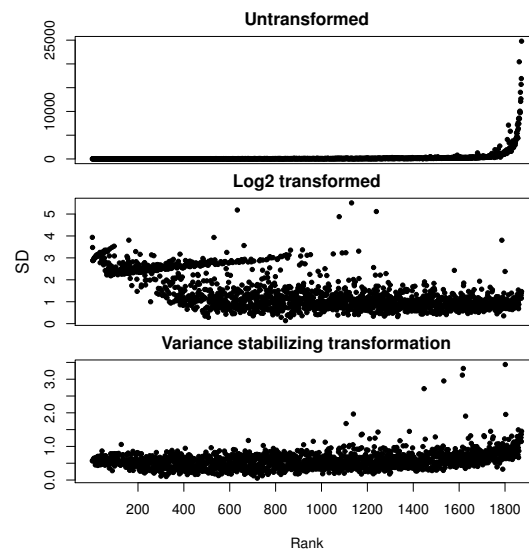 Untransformed
25000
10000
0
Log2 transformed
5
4
3
2
1
0
SD
Variance stabilizing transformation
3.0
2.0
1.0
0.0
200 400 600 800 1000 1200 1400 1600 1800
Rank